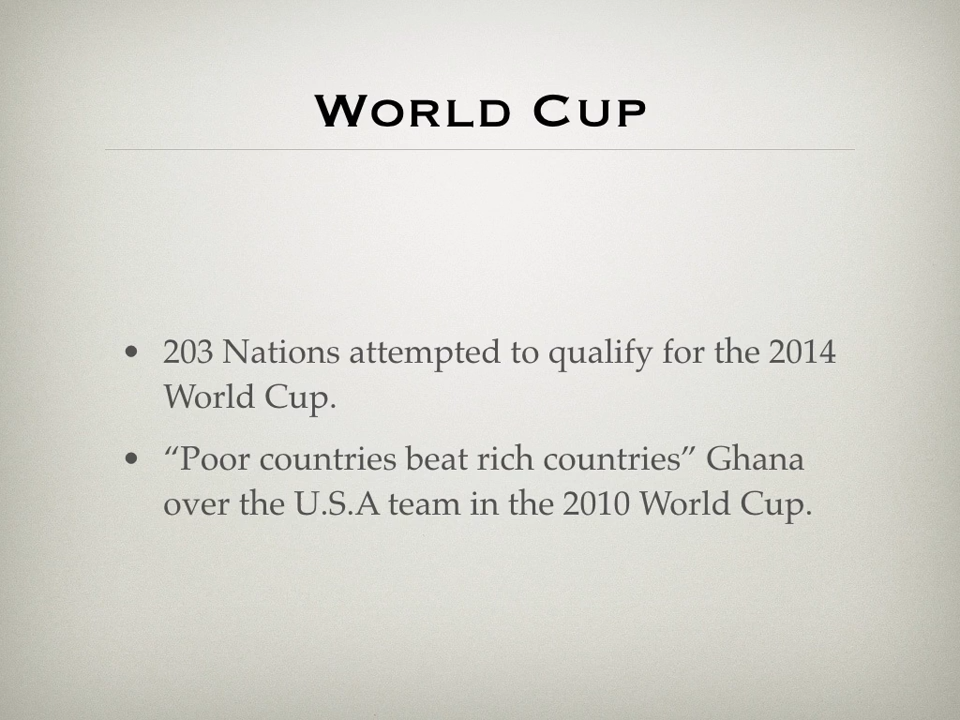 World Cup
• 203 Nations attempted to qualify for the 2014
World Cup.
• “Poor countries beat rich countries” Ghana
over the U.S.A team in the 2010 World Cup.